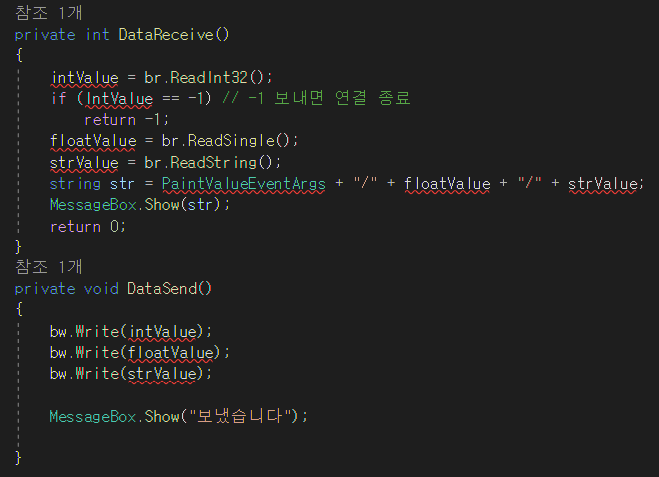 참조 1개
private int DataReceive()
{
intValue = br.ReadInt32();
if (IntValue == -1) // -1 보내면 연결 종료
return -1;
floatValue = br.ReadSingle();
strValue = br.ReadString();
string str = PaintValueEventArgs + "/" + floatValue + "/" + strValue;
MessageBox.Show(str);
return 0;
}
참조 1개
private void DataSend()
{
bw.Write(intValue);
bw.Write(floatValue);
bw.Write(strValue);
MessageBox.Show("보냈습니다");
}